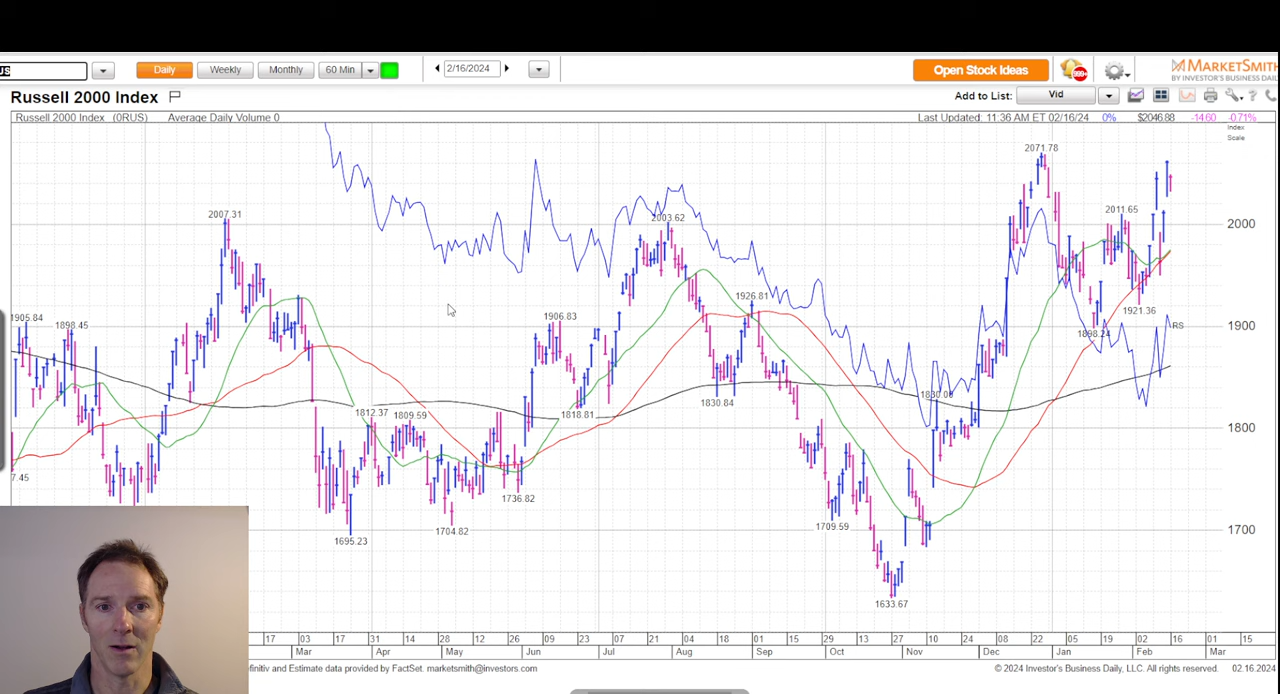 US
Daily Weekly Monthly 60 Min 2/16/2024 Open Stock Ideas 999+ MARKETSMITH
BY INVESTOR'S BUSINESS DAILY
Russell 2000 Index Add to List: Vid
Russell 2000 Index (0RUS) Average Daily Volume 0 Last Updated: 11:36 AM ET 02/16/24 0% $2046.88 -14.60 -0.71% Index
Scale
2071.78
2007.31 2003.62 2011.65 2000
1905.84 1898.45 1906.83 1926.81 1921.36 1900
RS
1898.24
1830.00
1812.37 1809.59 1818.81 1830.84 1800
7.45
1736.82
1695.23 1704.82 1709.59 1700
1633.67
17 03 17 31 14 28 12 26 09 23 07 21 04 18 01 15 29 13 27 10 24 08 22 05 19 02 16 01 15
Mar Apr May Jun Jul Aug Sep Oct Nov Dec Jan Feb Mar
efinitiv and Estimate data provided by FactSet. marketsmith@investors.com © 2024 Investor's Business Daily, LLC. All rights reserved. 02.16.2024